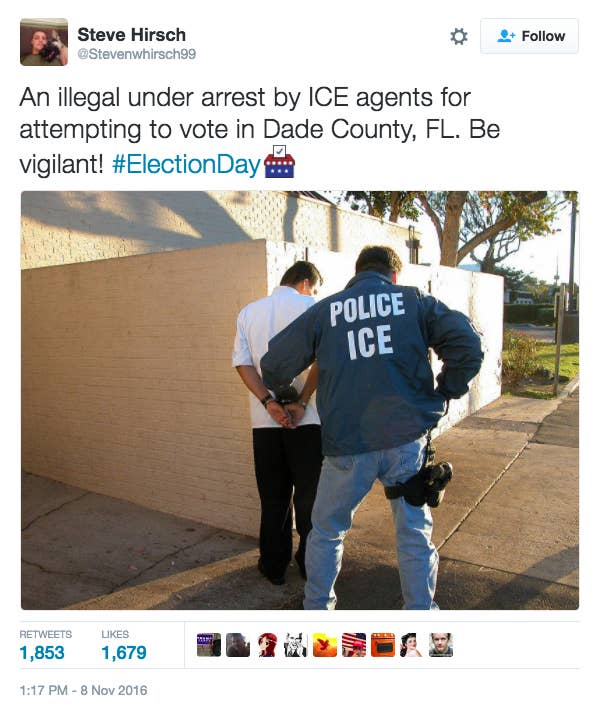 Steve Hirsch
@Stevenwhirsch99
Follow
An illegal under arrest by ICE agents for
attempting to vote in Dade County, FL. Be
vigilant! #ElectionDay
POLICE
ICE
RETWEETS
LIKES
1,853
1,679
1:17 PM - 8 Nov 2016